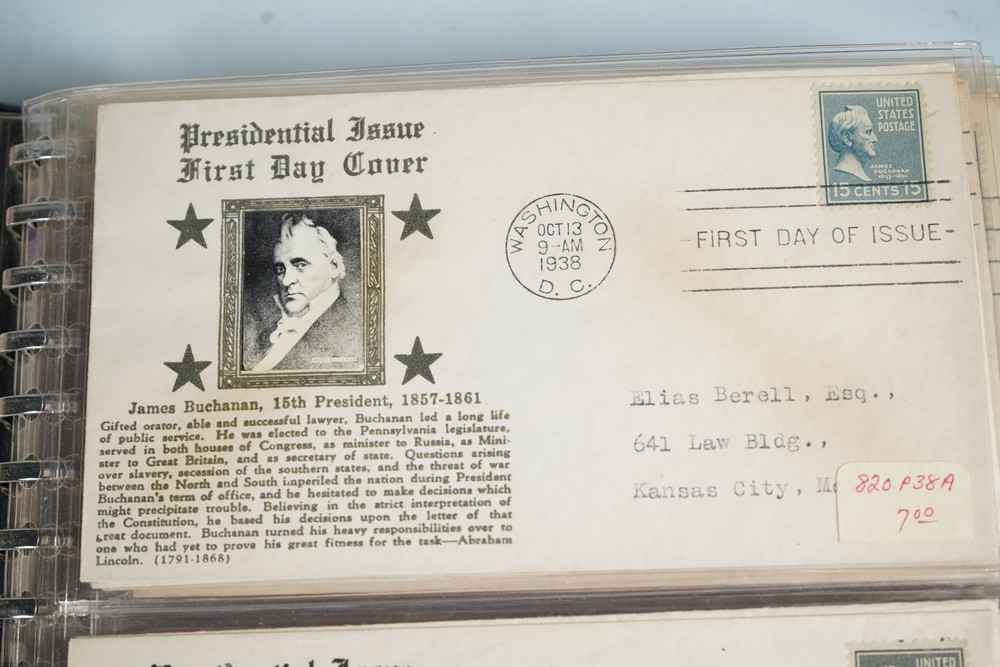 Presidential Issue
First Day Cover
James Buchanan, 15th President, 1857-1861
Gifted orator, able and successful lawyer, Buchanan led a long life
of public service. He was elected to the Pennsylvania legislature,
served in both houses of Congress, as minister to Russia, as Mini-
ster to Great Britain, and as secretary of state. Questions arising
over slavery, secession of the southern states, and the threat of war
between the North and South imperiled the nation during President
Buchanan's term of office, and he hesitated to make decisions which
might precipitate trouble. Believing in the strict interpretation of
the Constitution, he based his decisions upon the letter of that
great document. Buchanan turned his heavy responsibilities over to
one who had yet to prove his great fitness for the task—Abraham
Lincoln. (1791-1868)
WASHINGTON
OCT 13
9-AM
1938
D. C.
UNITED
STATES
POSTAGE
JAMES
BUCHANAN
1857-1861
15 CENTS 15
FIRST DAY OF ISSUE
Elias Berell, Esq.,
641 Law Bldg.,
Kansas City,
820 P38A
7 00
Presidential Issue
UNITED